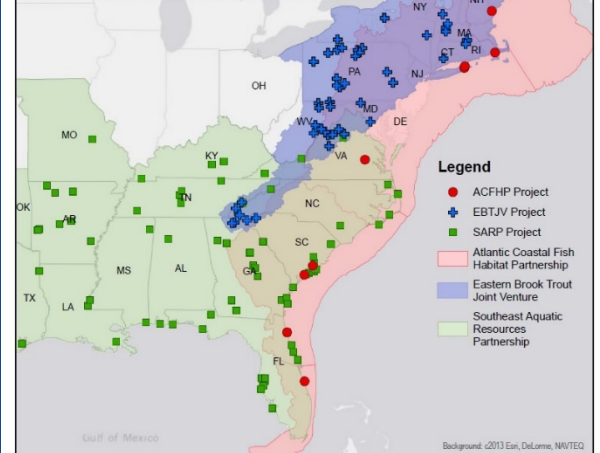 NY
NH
MA
CT
RI
PA
NJ
OH
MD
DE
WV
VA
MO
KY
NC
TN
OK
AR
SC
MS
AL
GA
TX
LA
FL
Legend
ACFHP Project
EBTJV Project
SARP Project
Atlantic Coastal Fish
Habitat Partnership
Eastern Brook Trout
Joint Venture
Southeast Aquatic
Resources
Partnership
Gulf of Mexico
Background: c2013 Esri, DeLorme, NAVTEQ